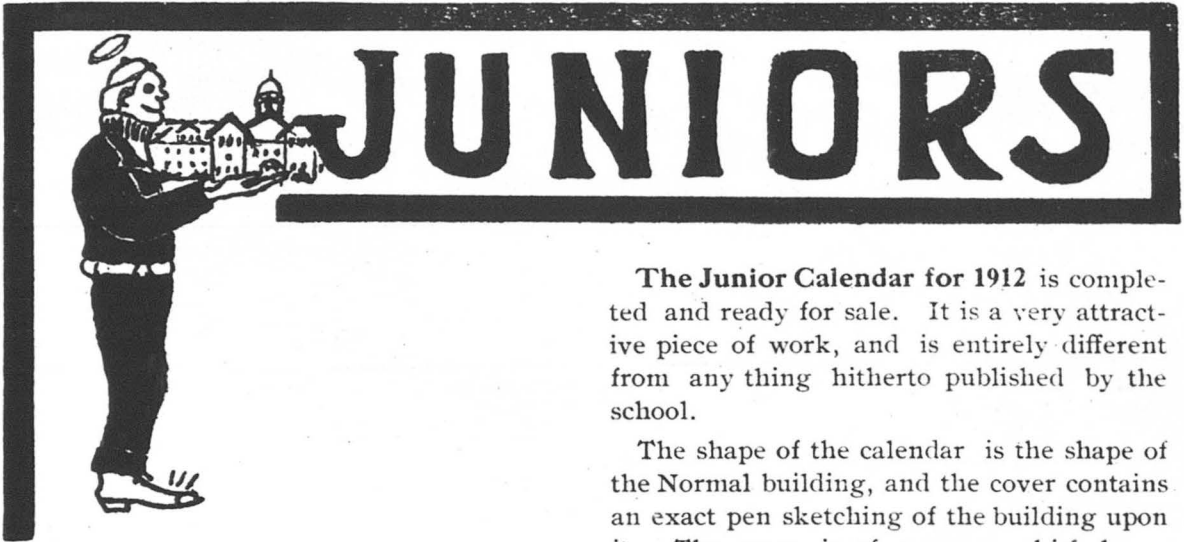 JUNIORS
The Junior Calendar for 1912 is comple-
ted and ready for sale. It is a very attract-
ive piece of work, and is entirely different
from any thing hitherto published by the
school.
The shape of the calendar is the shape of
the Normal building, and the cover contains
an exact pen sketching of the building upon